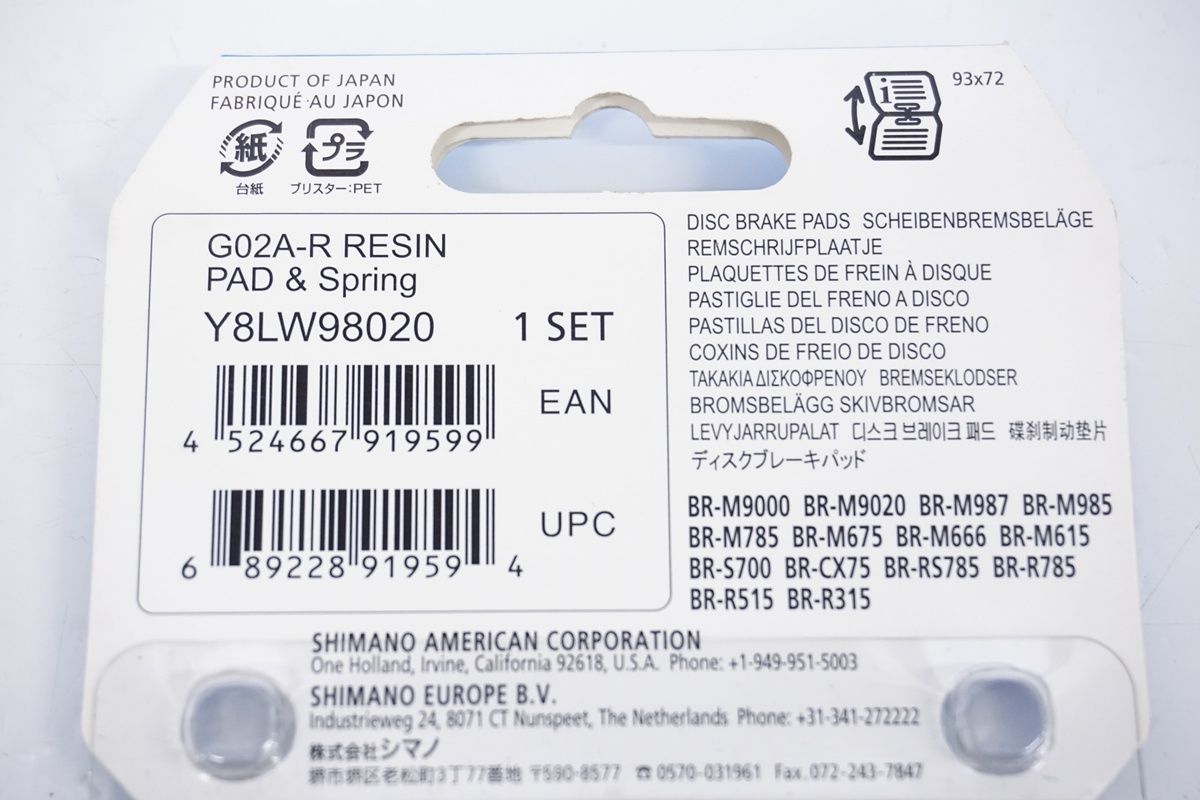 PRODUCT OF JAPAN
FABRIQUÉ AU JAPON
紙
プラ
台紙 ブリスター:PET
i
93x72
G02A-R RESIN
PAD & Spring
Y8LW98020 1 SET
EAN
4 524667 919599
UPC
6 89228 91959 4
DISC BRAKE PADS SCHEIBENBREMSBELÄGE
REMSCHRIJFPLAATJE
PLAQUETTES DE FREIN À DISQUE
PASTIGLIE DEL FRENO A DISCO
PASTILLAS DEL DISCO DE FRENO
COXINS DE FREIO DE DISCO
ΤΑΚΑΚΙΑ ΔΙΣΚΟΦΡΕΝΟΥ BREMSEKLODSER
BROMSBELÄGG SKIVBROMSAR
LEVYJARRUPALAT 디스크 브레이크 패드 碟刹制动垫片
ディスクブレーキパッド
BR-M9000 BR-M9020 BR-M987 BR-M985
BR-M785 BR-M675 BR-M666 BR-M615
BR-S700 BR-CX75 BR-RS785 BR-R785
BR-R515 BR-R315
SHIMANO AMERICAN CORPORATION
One Holland, Irvine, California 92618, U.S.A. Phone: +1-949-951-5003
SHIMANO EUROPE B.V.
Industrieweg 24, 8071 CT Nunspeet, The Netherlands Phone: +31-341-272222
株式会社シマノ
堺市堺区老松町3丁77番地 〒590-8577 ☎0570-031961 Fax.072-243-7847